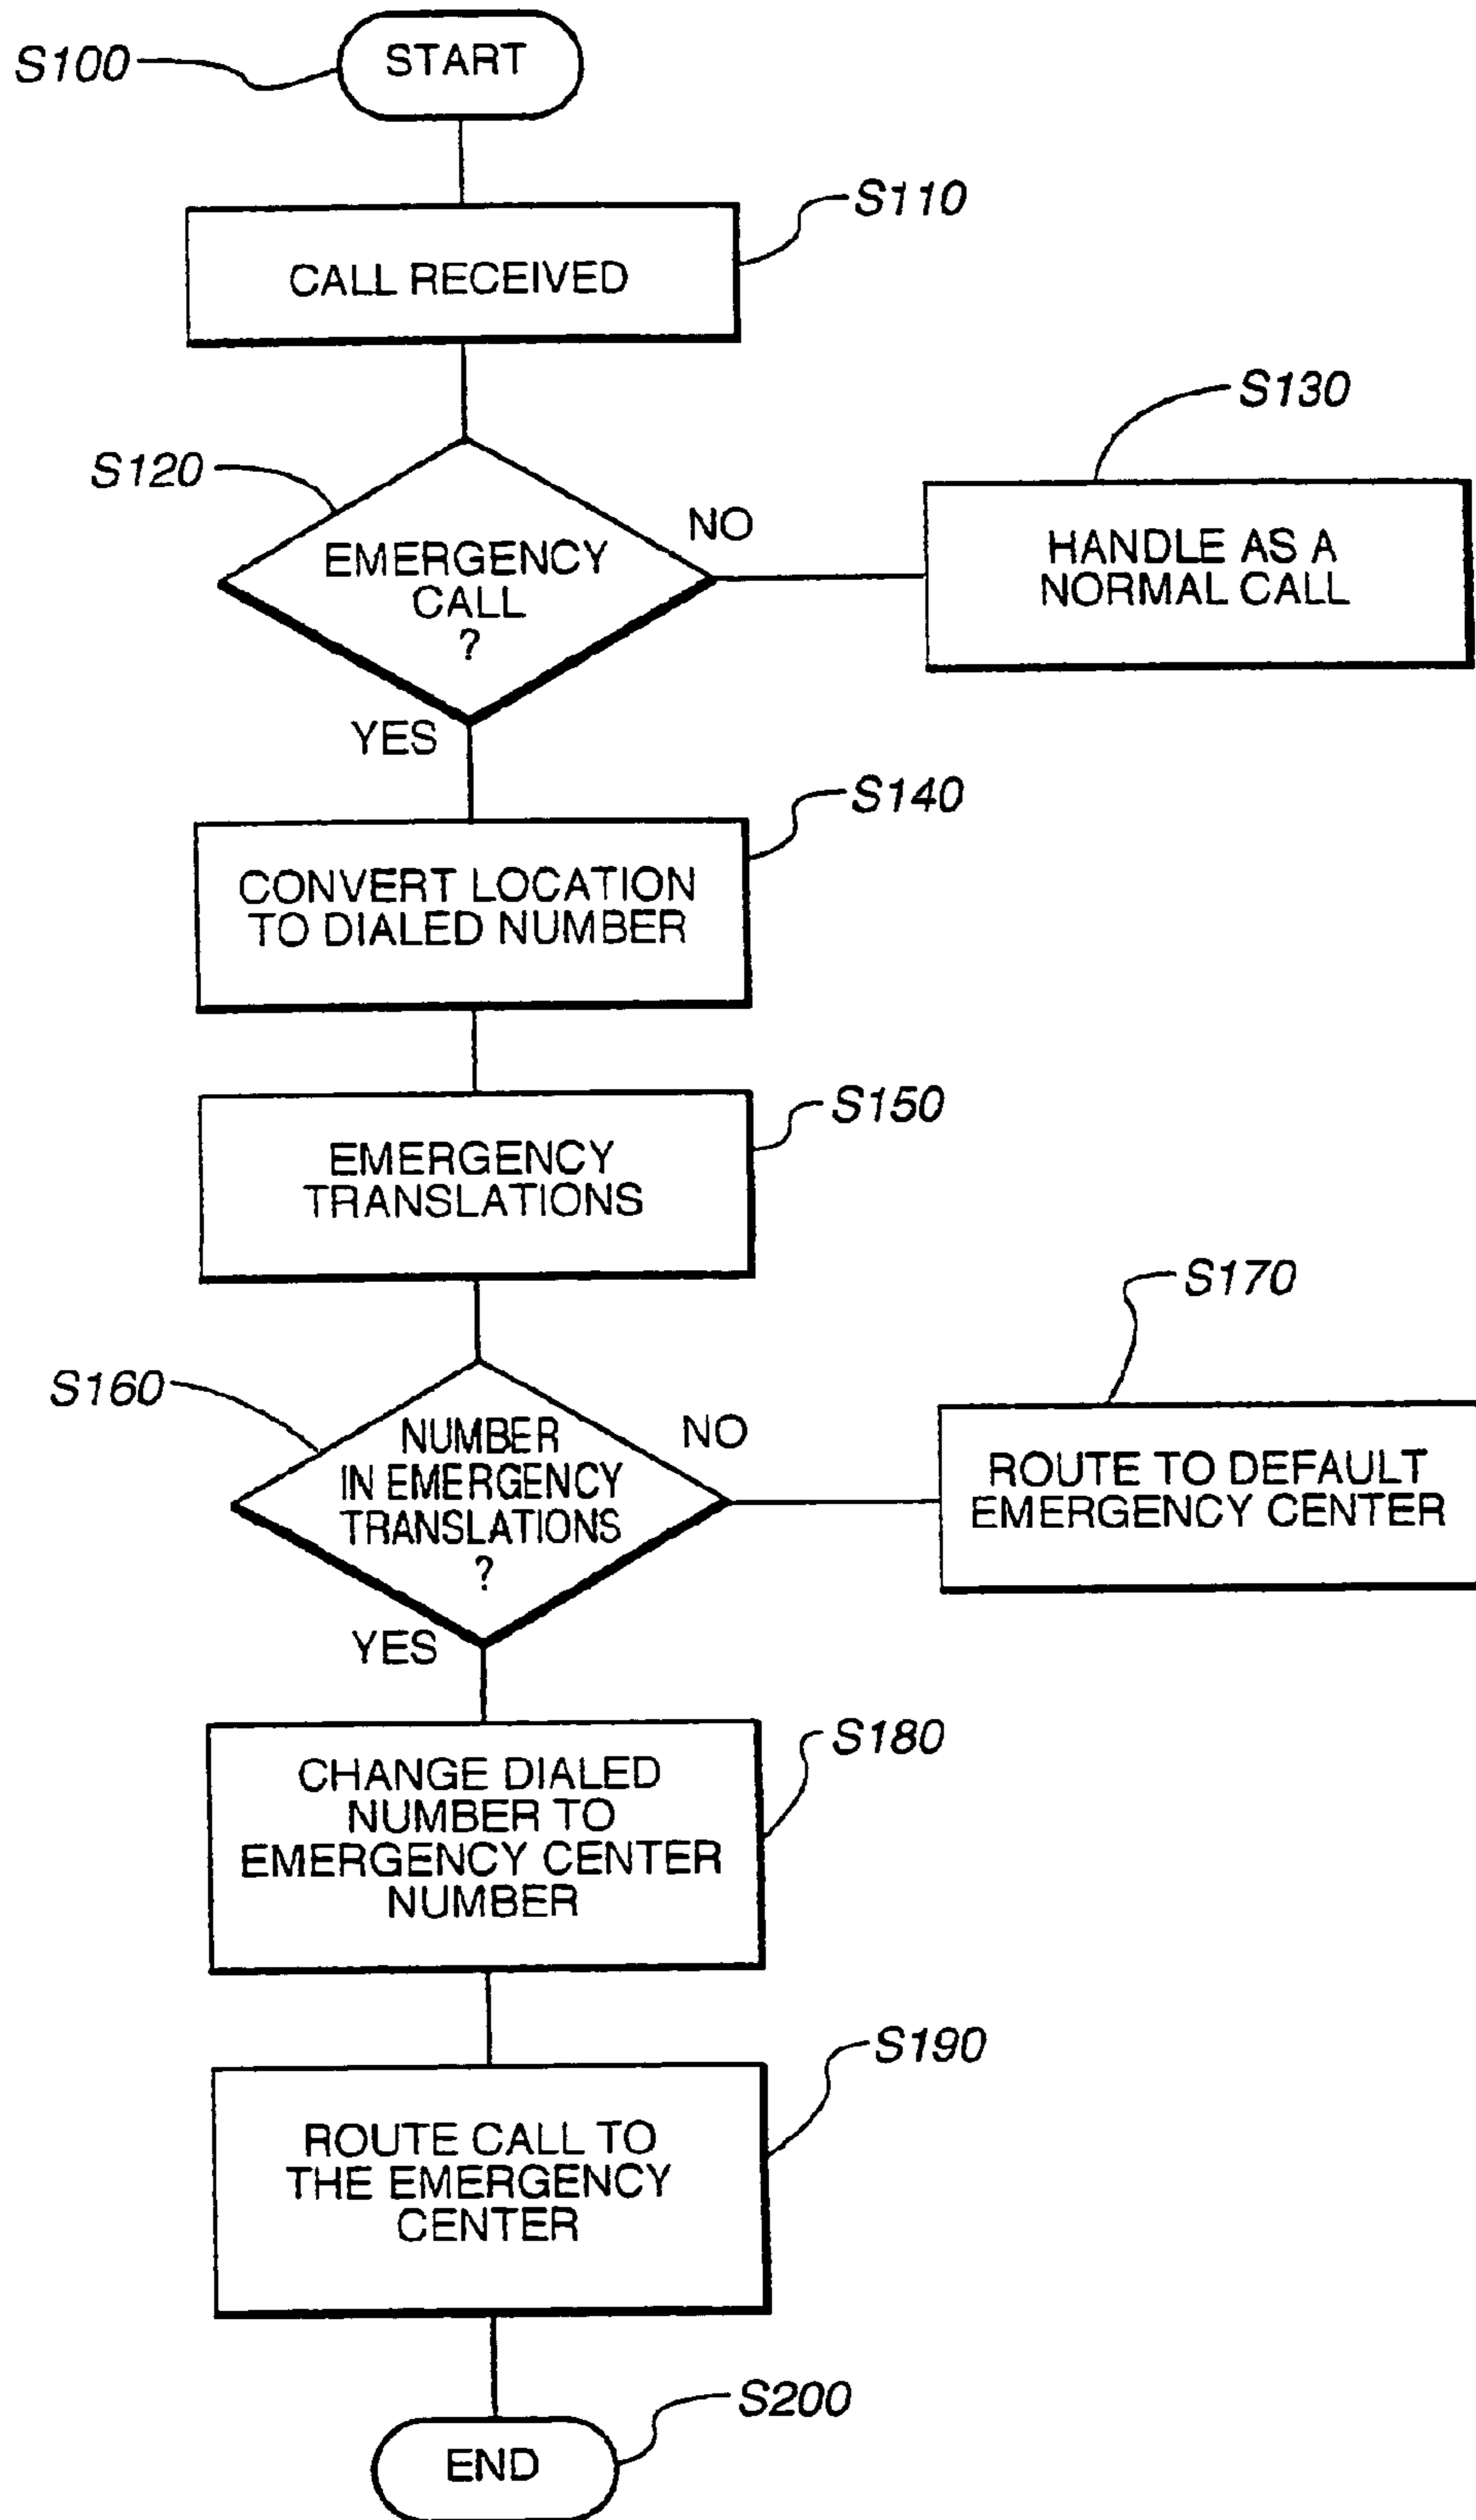 START
S100
CALL RECEIVED
S110
S120
EMERGENCY
CALL
?
NO
S130
HANDLE AS A
NORMAL CALL
YES
S140
CONVERT LOCATION
TO DIALED NUMBER
S150
EMERGENCY
TRANSLATIONS
S160
NUMBER
IN EMERGENCY
TRANSLATIONS
?
NO
S170
ROUTE TO DEFAULT
EMERGENCY CENTER
YES
S180
CHANGE DIALED
NUMBER TO
EMERGENCY CENTER
NUMBER
S190
ROUTE CALL TO
THE EMERGENCY
CENTER
S200
END